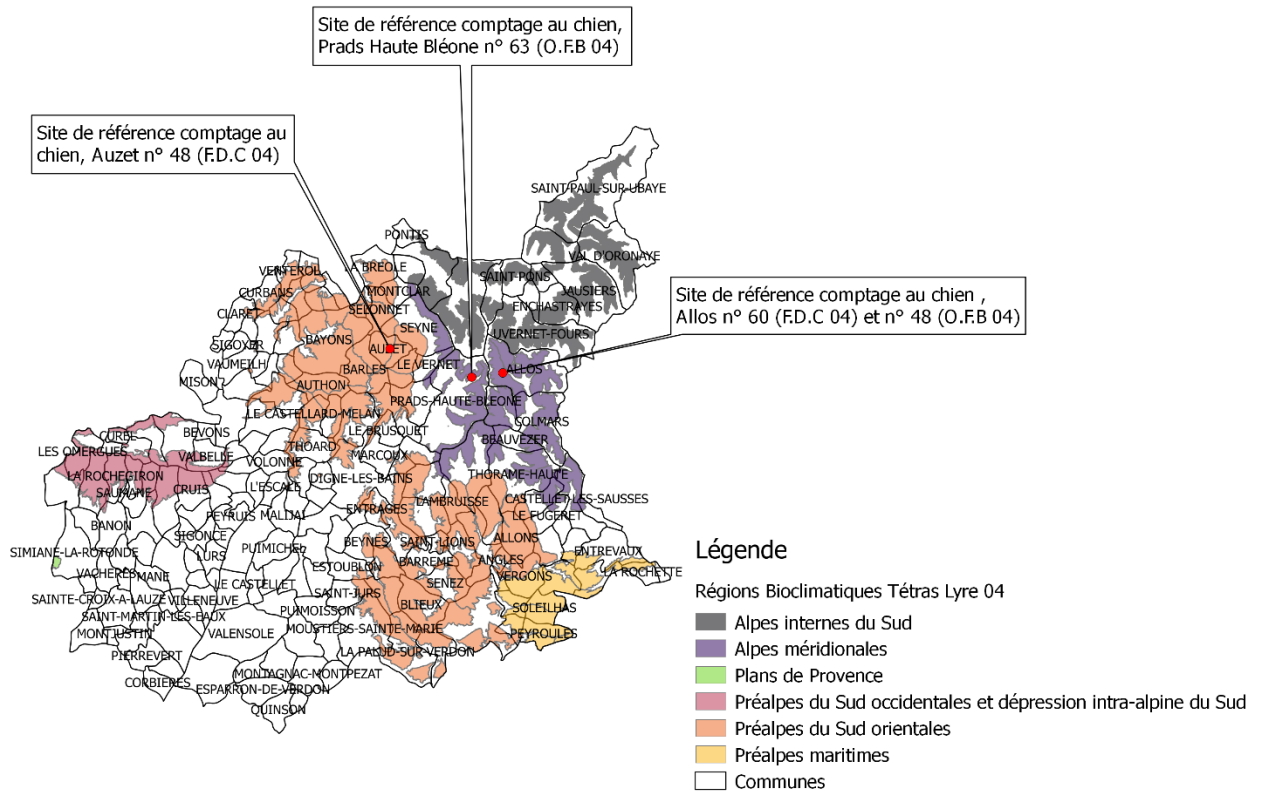 Site de référence comptage au chien,
Prads Haute Bléone n° 63 (O.F.B 04)
Site de référence comptage au
chien, Auzet n° 48 (F.D.C 04)
Site de référence comptage au chien ,
Allos n° 60 (F.D.C 04) et n° 48 (O.F.B 04)
SAINT-PAUL-SUR-UBAYE
PONTIS
VAL D'ORONAYE
VENTEROL
LA BREOLE
SAINT-PONS
CURBANS
MONTCLAR
JAUSIERS
CLARET
SELONNET
ENCHASTRAYES
SEYNE
UVERNET-FOURS
SIGOYER
BAYONS
AUZET
VAUMEILH
BARLES
LE VERNET
ALLOS
MISON
AUTHON
PRADS-HAUTE-BLEONE
LE CASTELLARD-MELAN
COLMARS
CUREL
BEVONS
LE BRUSQUET
BEAUVEZER
LES OMERGUES
VALBELLE
THOARD
MARCOUX
VOLONNE
LA ROCHEGIRON
DIGNE-LES-BAINS
THORAME-HAUTE
SAUMANE
CRUIS
L'ESCALE
LAMBRUISSE
CASTELLET-LES-SAUSSES
ENTRAGES
LE FUGERET
BANON
PEYRUIS
MALIJAI
SIGONCE
BEYNES
SAINT-LIONS
ALLONS
SIMIANE-LA-ROTONDE
LURS
PUIMICHEL
ENTREVAUX
ESTOUBLON
BARREME
ANGLES
VACHERES
MANE
LE CASTELLET
SENEZ
VERGONS
LA ROCHETTE
SAINTE-CROIX-A-LAUZE
VILLENEUVE
SAINT-JURS
BLIEUX
SOLEILHAS
SAINT-MARTIN-LES-EAUX
PUIMOISSON
MONTJUSTIN
VALENSOLE
MOUSTIERS-SAINTE-MARIE
PEYROULES
PIERREVERT
LA PALUD-SUR-VERDON
CORBIERES
MONTAGNAC-MONTPEZAT
ESPARRON-DE-VERDON
QUINSON
Légende
Régions Bioclimatiques Tétras Lyre 04
Alpes internes du Sud
Alpes méridionales
Plans de Provence
Préalpes du Sud occidentales et dépression intra-alpine du Sud
Préalpes du Sud orientales
Préalpes maritimes
Communes